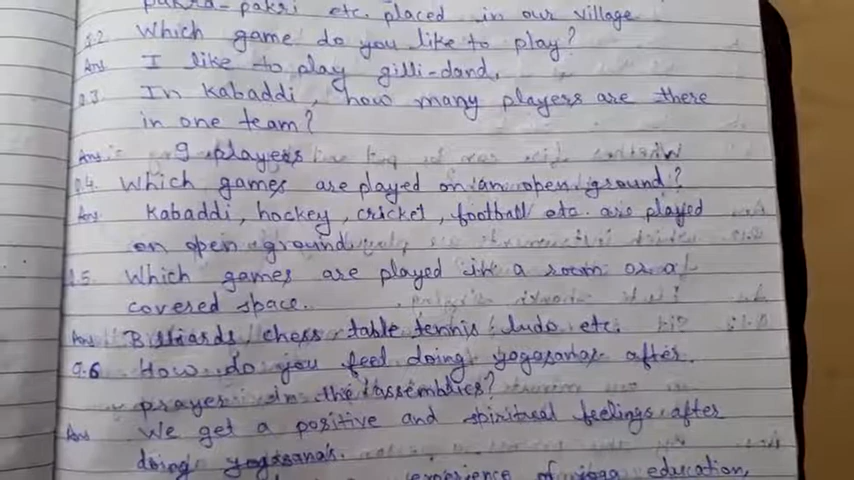 pakra-pakri etc. placed in our village
Q.2 Which game do you like to play?
Ans I like to play gilli-dand.
Q.3 In Kabaddi, how many players are there
in one team?
Ans: 9 players
Q.4. Which games are played on an open ground?
Ans Kabaddi, hockey, cricket, football etc. are played
on open ground.
Q.5. Which games are played in a room or a
covered space.
Ans Billiards, chess, table tennis, ludo etc.
Q.6 How do you feel doing yogasanas after
prayer in the assemblies?
Ans We get a positive and spiritual feelings after
doing yogasanas.
experience of yoga education,